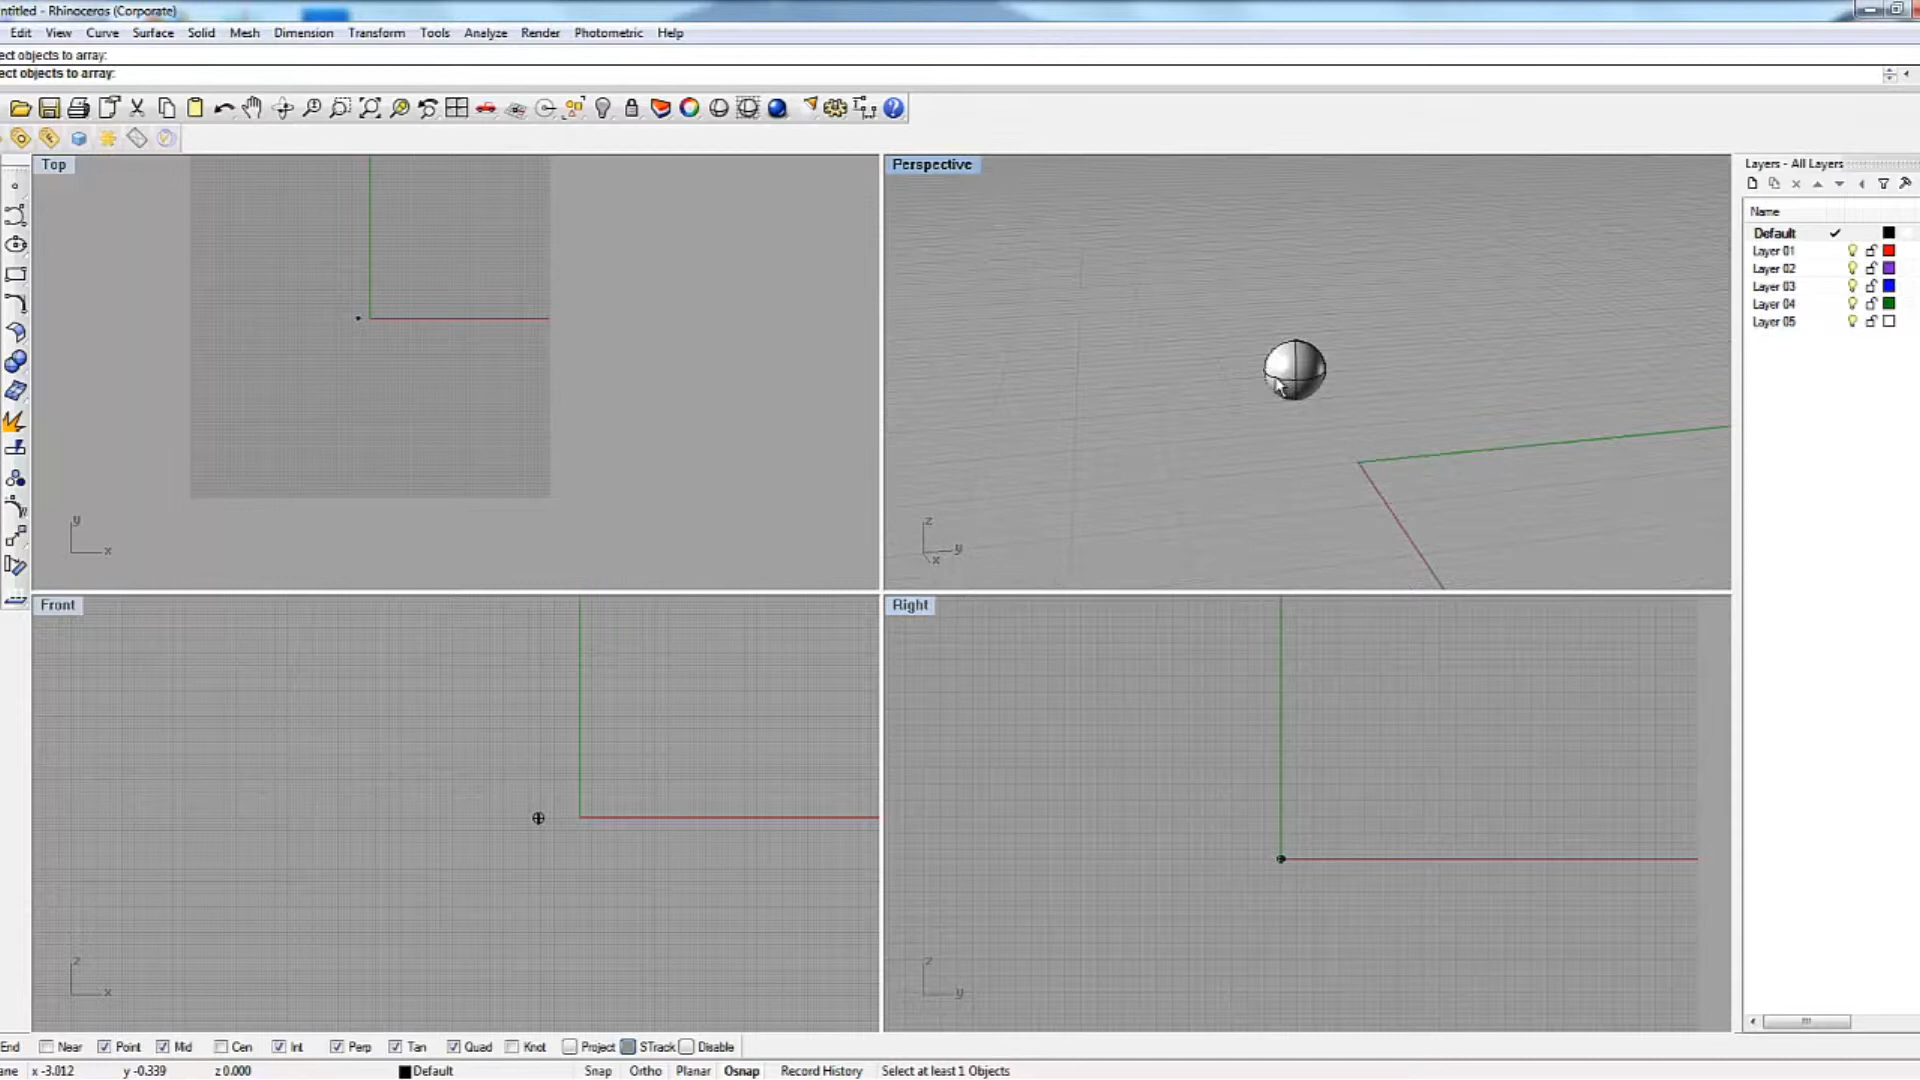 ntitled - Rhinoceros (Corporate)
Edit View Curve Surface Solid Mesh Dimension Transform Tools Analyze Render Photometric Help
ect objects to array:
ect objects to array:
Top
Perspective
Layers - All Layers
Name
Default
Layer 01
Layer 02
Layer 03
Layer 04
Layer 05
y
x
z
y
x
Front
Right
z
x
z
y
End Near Point Mid Cen Int Perp Tan Quad Knot Project STrack Disable
ane x -3.012 y -0.339 z 0.000 Default Snap Ortho Planar Osnap Record History Select at least 1 Objects